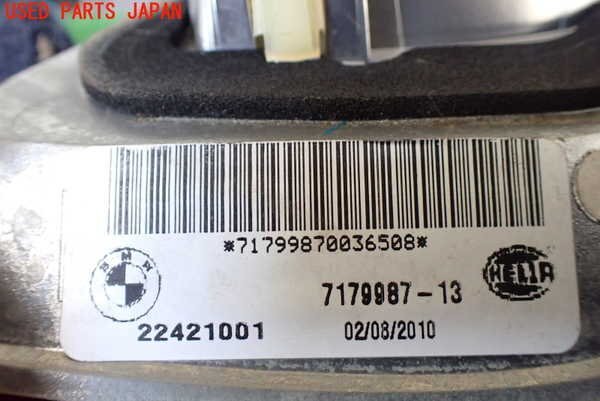 USED PARTS JAPAN
*71799870036508*
BMW
7179987-13
HELLA
22421001
02/08/2010